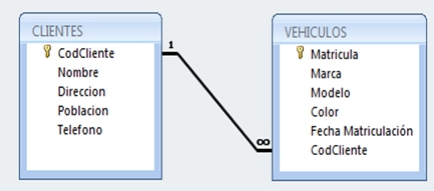 CLIENTES
CodCliente
Nombre
Direccion
Poblacion
Telefono
1
∞
VEHICULOS
Matricula
Marca
Modelo
Color
Fecha Matriculación
CodCliente